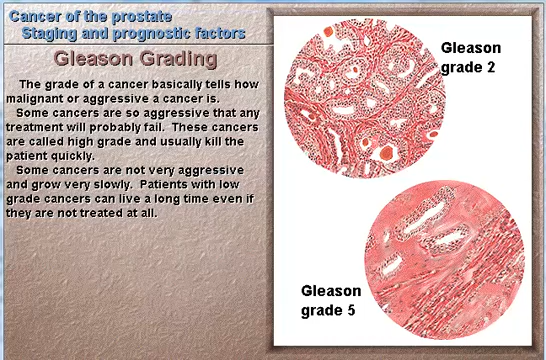 Cancer of the prostate
Staging and prognostic factors
Gleason Grading
The grade of a cancer basically tells how
malignant or aggressive a cancer is.
Some cancers are so aggressive that any
treatment will probably fail.  These cancers
are called high grade and usually kill the
patient quickly.
Some cancers are not very aggressive
and grow very slowly.  Patients with low
grade cancers can live a long time even if
they are not treated at all.
Gleason
grade 2
Gleason
grade 5